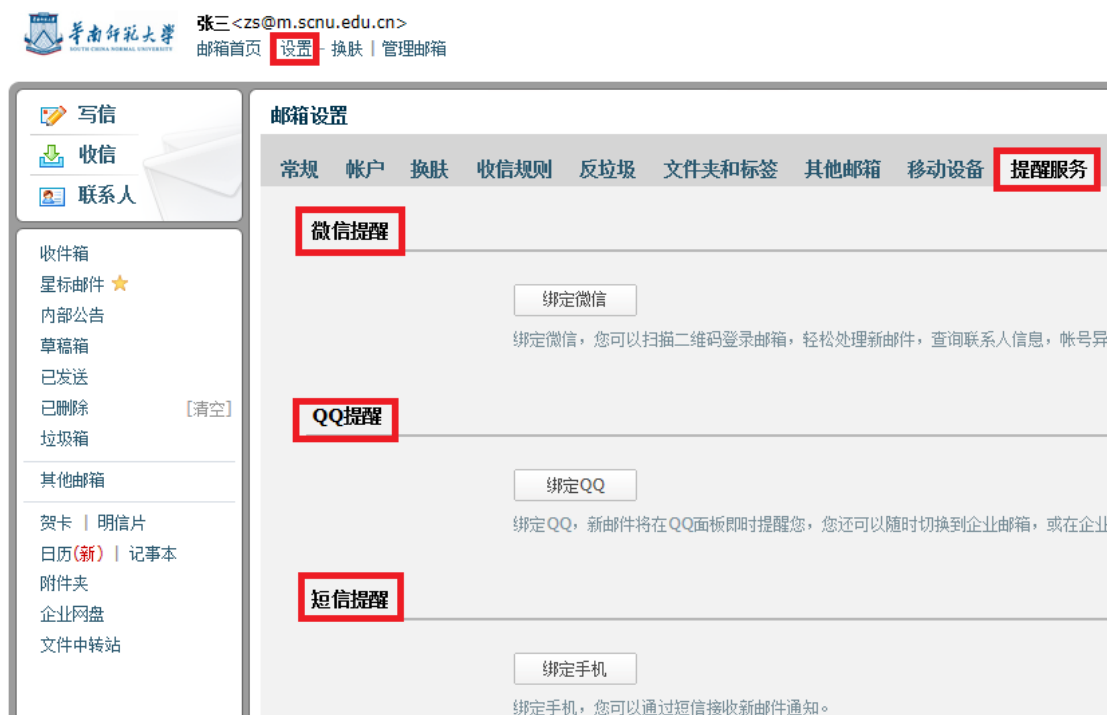 華南師範大學
SOUTH CHINA NORMAL UNIVERSITY
张三<zs@m.scnu.edu.cn>
邮箱首页 设置 - 换肤 | 管理邮箱
写信
收信
联系人
收件箱
星标邮件
内部公告
草稿箱
已发送
已删除 [清空]
垃圾箱
其他邮箱
贺卡 | 明信片
日历(新) | 记事本
附件夹
企业网盘
文件中转站
邮箱设置
常规 帐户 换肤 收信规则 反垃圾 文件夹和标签 其他邮箱 移动设备 提醒服务
微信提醒
绑定微信
绑定微信，您可以扫描二维码登录邮箱，轻松处理新邮件，查询联系人信息，帐号异
QQ提醒
绑定QQ
绑定QQ，新邮件将在QQ面板即时提醒您，您还可以随时切换到企业邮箱，或在企业
短信提醒
绑定手机
绑定手机，您可以通过短信接收新邮件通知。